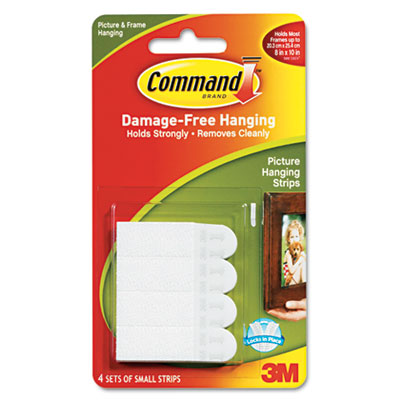 Picture & Frame
Hanging
Holds Most
Frames up to
20.3 cm x 25.4 cm
8 in x 10 in
Command
BRAND
Damage-Free Hanging
Holds Strongly • Removes Cleanly
Picture
Hanging
Strips
Locks in Place
4 SETS OF SMALL STRIPS
3M